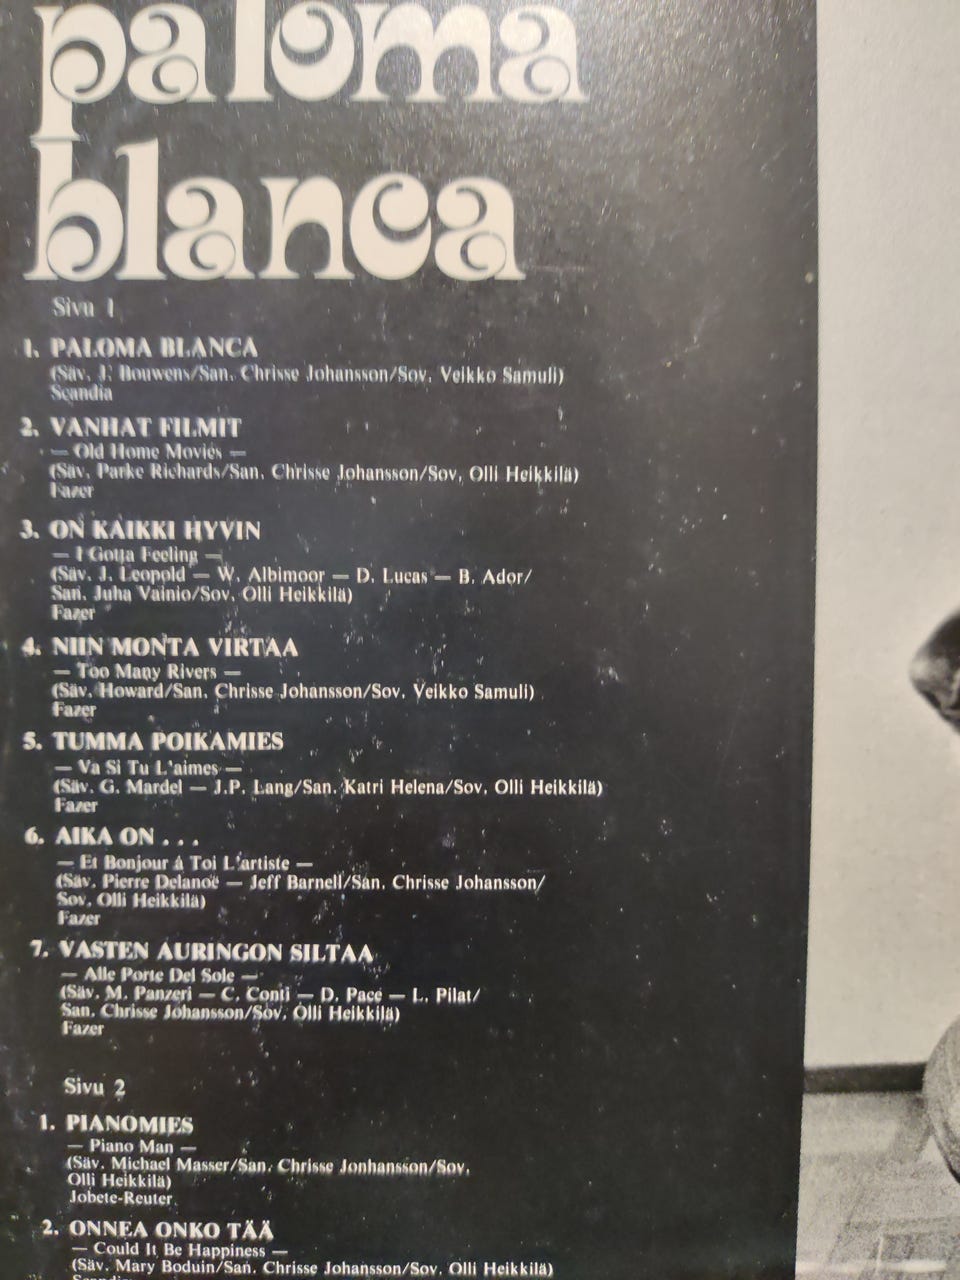 paloma
blanca
Sivu 1
1. PALOMA BLANCA
(Säv. J. Bouwens/San. Chrisse Johansson/Sov. Veikko Samuli)
Scandia
2. VANHAT FILMIT
— Old Home Movies —
(Säv. Parke Richards/San. Chrisse Johansson/Sov. Olli Heikkilä)
Fazer
3. ON KAIKKI HYVIN
— I Gotta Feeling —
(Säv. J. Leopold — W. Albimoor — D. Lucas — B. Ador/
San. Juha Vainio/Sov. Olli Heikkilä)
Fazer
4. NIIN MONTA VIRTAA
— Too Many Rivers —
(Säv. Howard/San. Chrisse Johansson/Sov. Veikko Samuli)
Fazer
5. TUMMA POIKAMIES
— Va Si Tu L'aimes —
(Säv. G. Mardel — J.P. Lang/San. Katri Helena/Sov. Olli Heikkilä)
Fazer
6. AIKA ON . . .
— Et Bonjour á Toi L'artiste —
(Säv. Pierre Delanoë — Jeff Barnell/San. Chrisse Johansson/
Sov. Olli Heikkilä)
Fazer
7. VASTEN AURINGON SILTAA
— Alle Porte Del Sole —
(Säv. M. Panzeri — C. Conti — D. Pace — L. Pilat/
San. Chrisse Johansson/Sov. Olli Heikkilä)
Fazer
Sivu 2
1. PIANOMIES
— Piano Man —
(Säv. Michael Masser/San. Chrisse Jonhansson/Sov.
Olli Heikkilä)
Jobete-Reuter
2. ONNEA ONKO TÄÄ
— Could It Be Happiness —
(Säv. Mary Boduin/San. Chrisse Johansson/Sov. Olli Heikkilä)